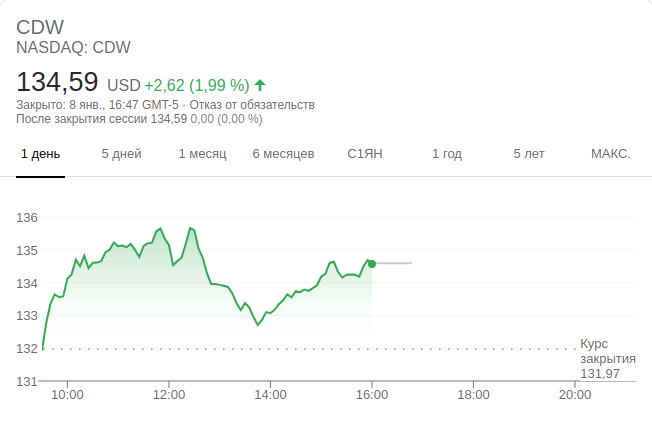 CDW
NASDAQ: CDW
134,59 USD +2,62 (1,99 %)
Закрыто: 8 янв., 16:47 GMT-5 · Отказ от обязательств
После закрытия сессии 134,59 0,00 (0,00 %)
1 день 5 дней 1 месяц 6 месяцев С1ЯН 1 год 5 лет МАКС.
136
135
134
133
132
131
Курс
закрытия
131,97
10:00 12:00 14:00 16:00 18:00 20:00